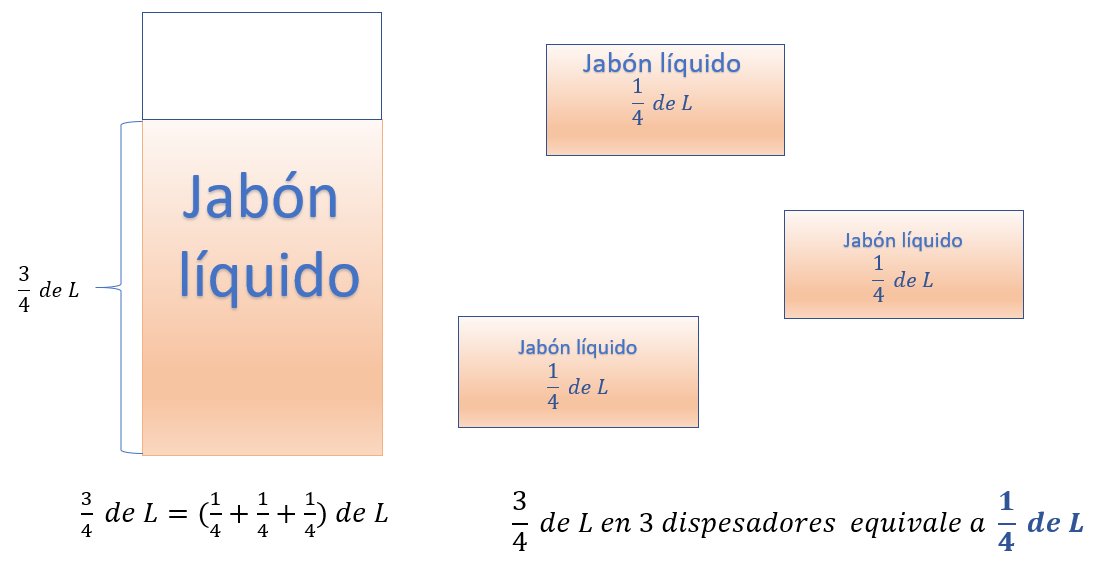 Jabón
líquido
3/4 de L
Jabón líquido
1/4 de L
Jabón líquido
1/4 de L
Jabón líquido
1/4 de L
3/4 de L = (1/4 + 1/4 + 1/4) de L
3/4 de L en 3 dispesadores equivale a 1/4 de L